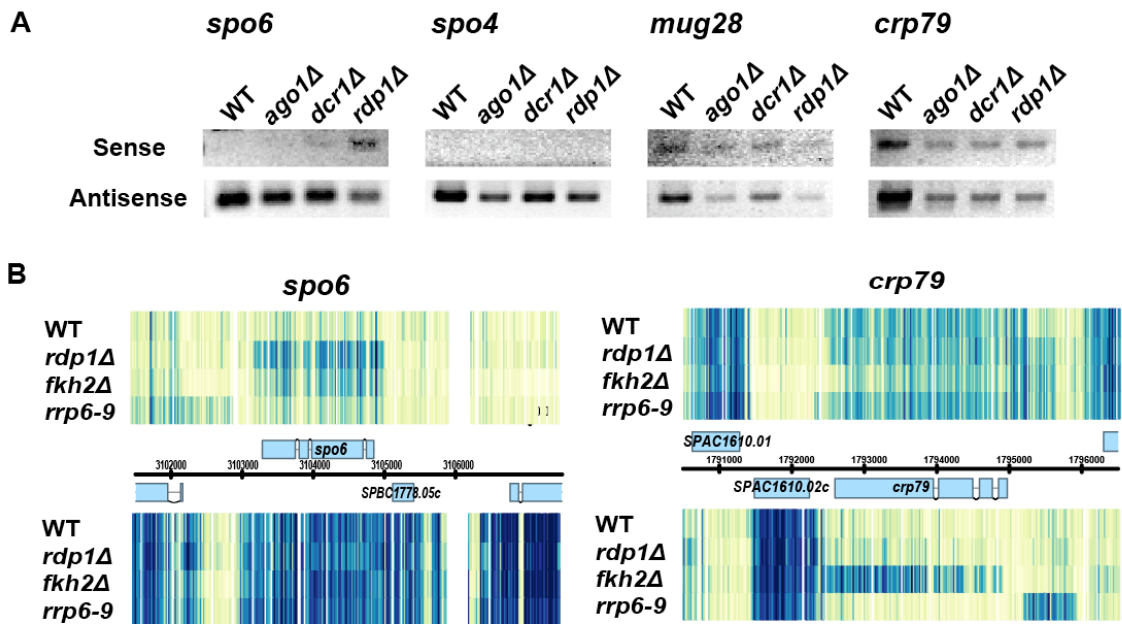 A
spo6 spo4 mug28 crp79
WT ago1Δ dcr1Δ rdp1Δ WT ago1Δ dcr1Δ rdp1Δ WT ago1Δ dcr1Δ rdp1Δ WT ago1Δ dcr1Δ rdp1Δ
Sense
Antisense
B
spo6
WT
rdp1Δ
fkh2Δ
rrp6-9
spo6
3102000 3103000 3104000 3105000 3106000
SPBC1778.05c
WT
rdp1Δ
fkh2Δ
rrp6-9
crp79
WT
rdp1Δ
fkh2Δ
rrp6-9
SPAC1610.01
1791000 1792000 1793000 1794000 1795000 1796000
SPAC1610.02c crp79
WT
rdp1Δ
fkh2Δ
rrp6-9